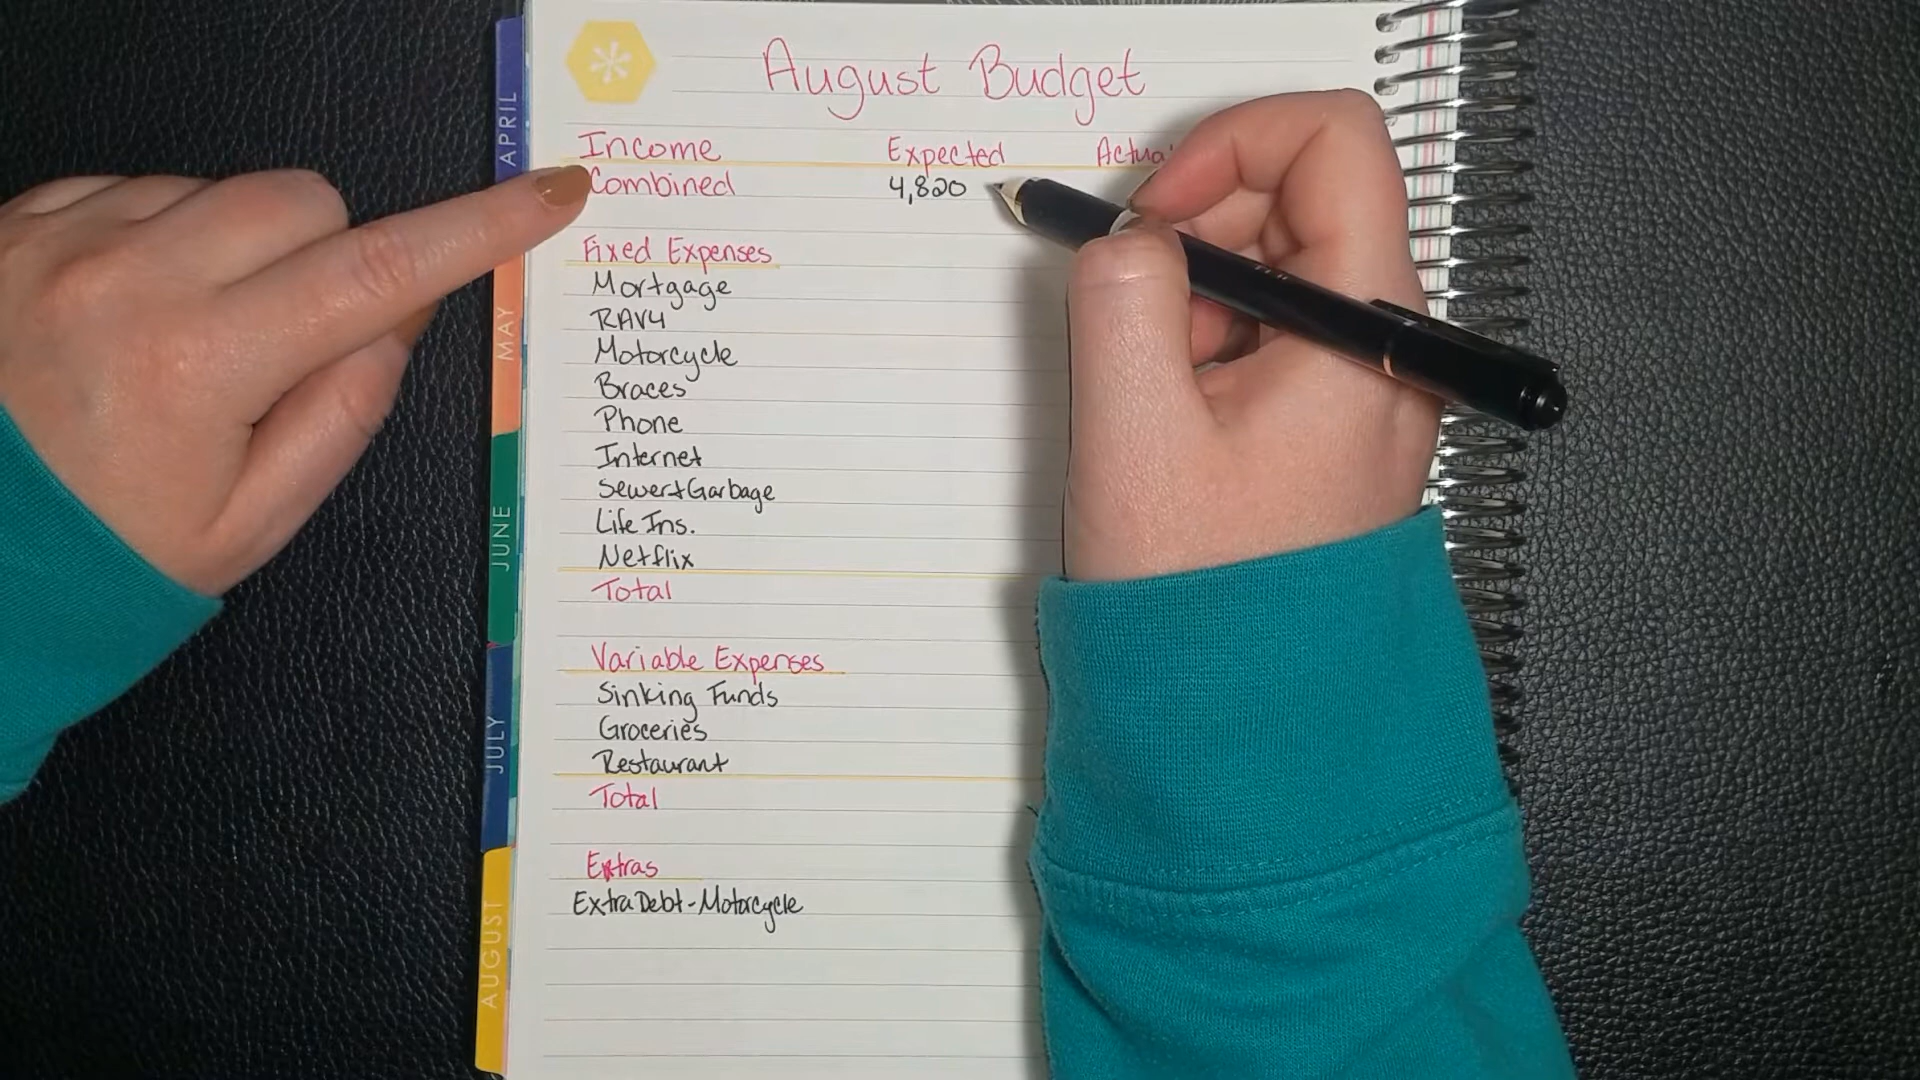 August Budget
Income Expected Actual
Combined 4,820
Fixed Expenses
Mortgage
RAV4
Motorcycle
Braces
Phone
Internet
Sewer+Garbage
Life Ins.
Netflix
Total
Variable Expenses
Sinking Funds
Groceries
Restaurant
Total
Extras
Extra Debt-Motorcycle
APRIL
MAY
JUNE
JULY
AUGUST